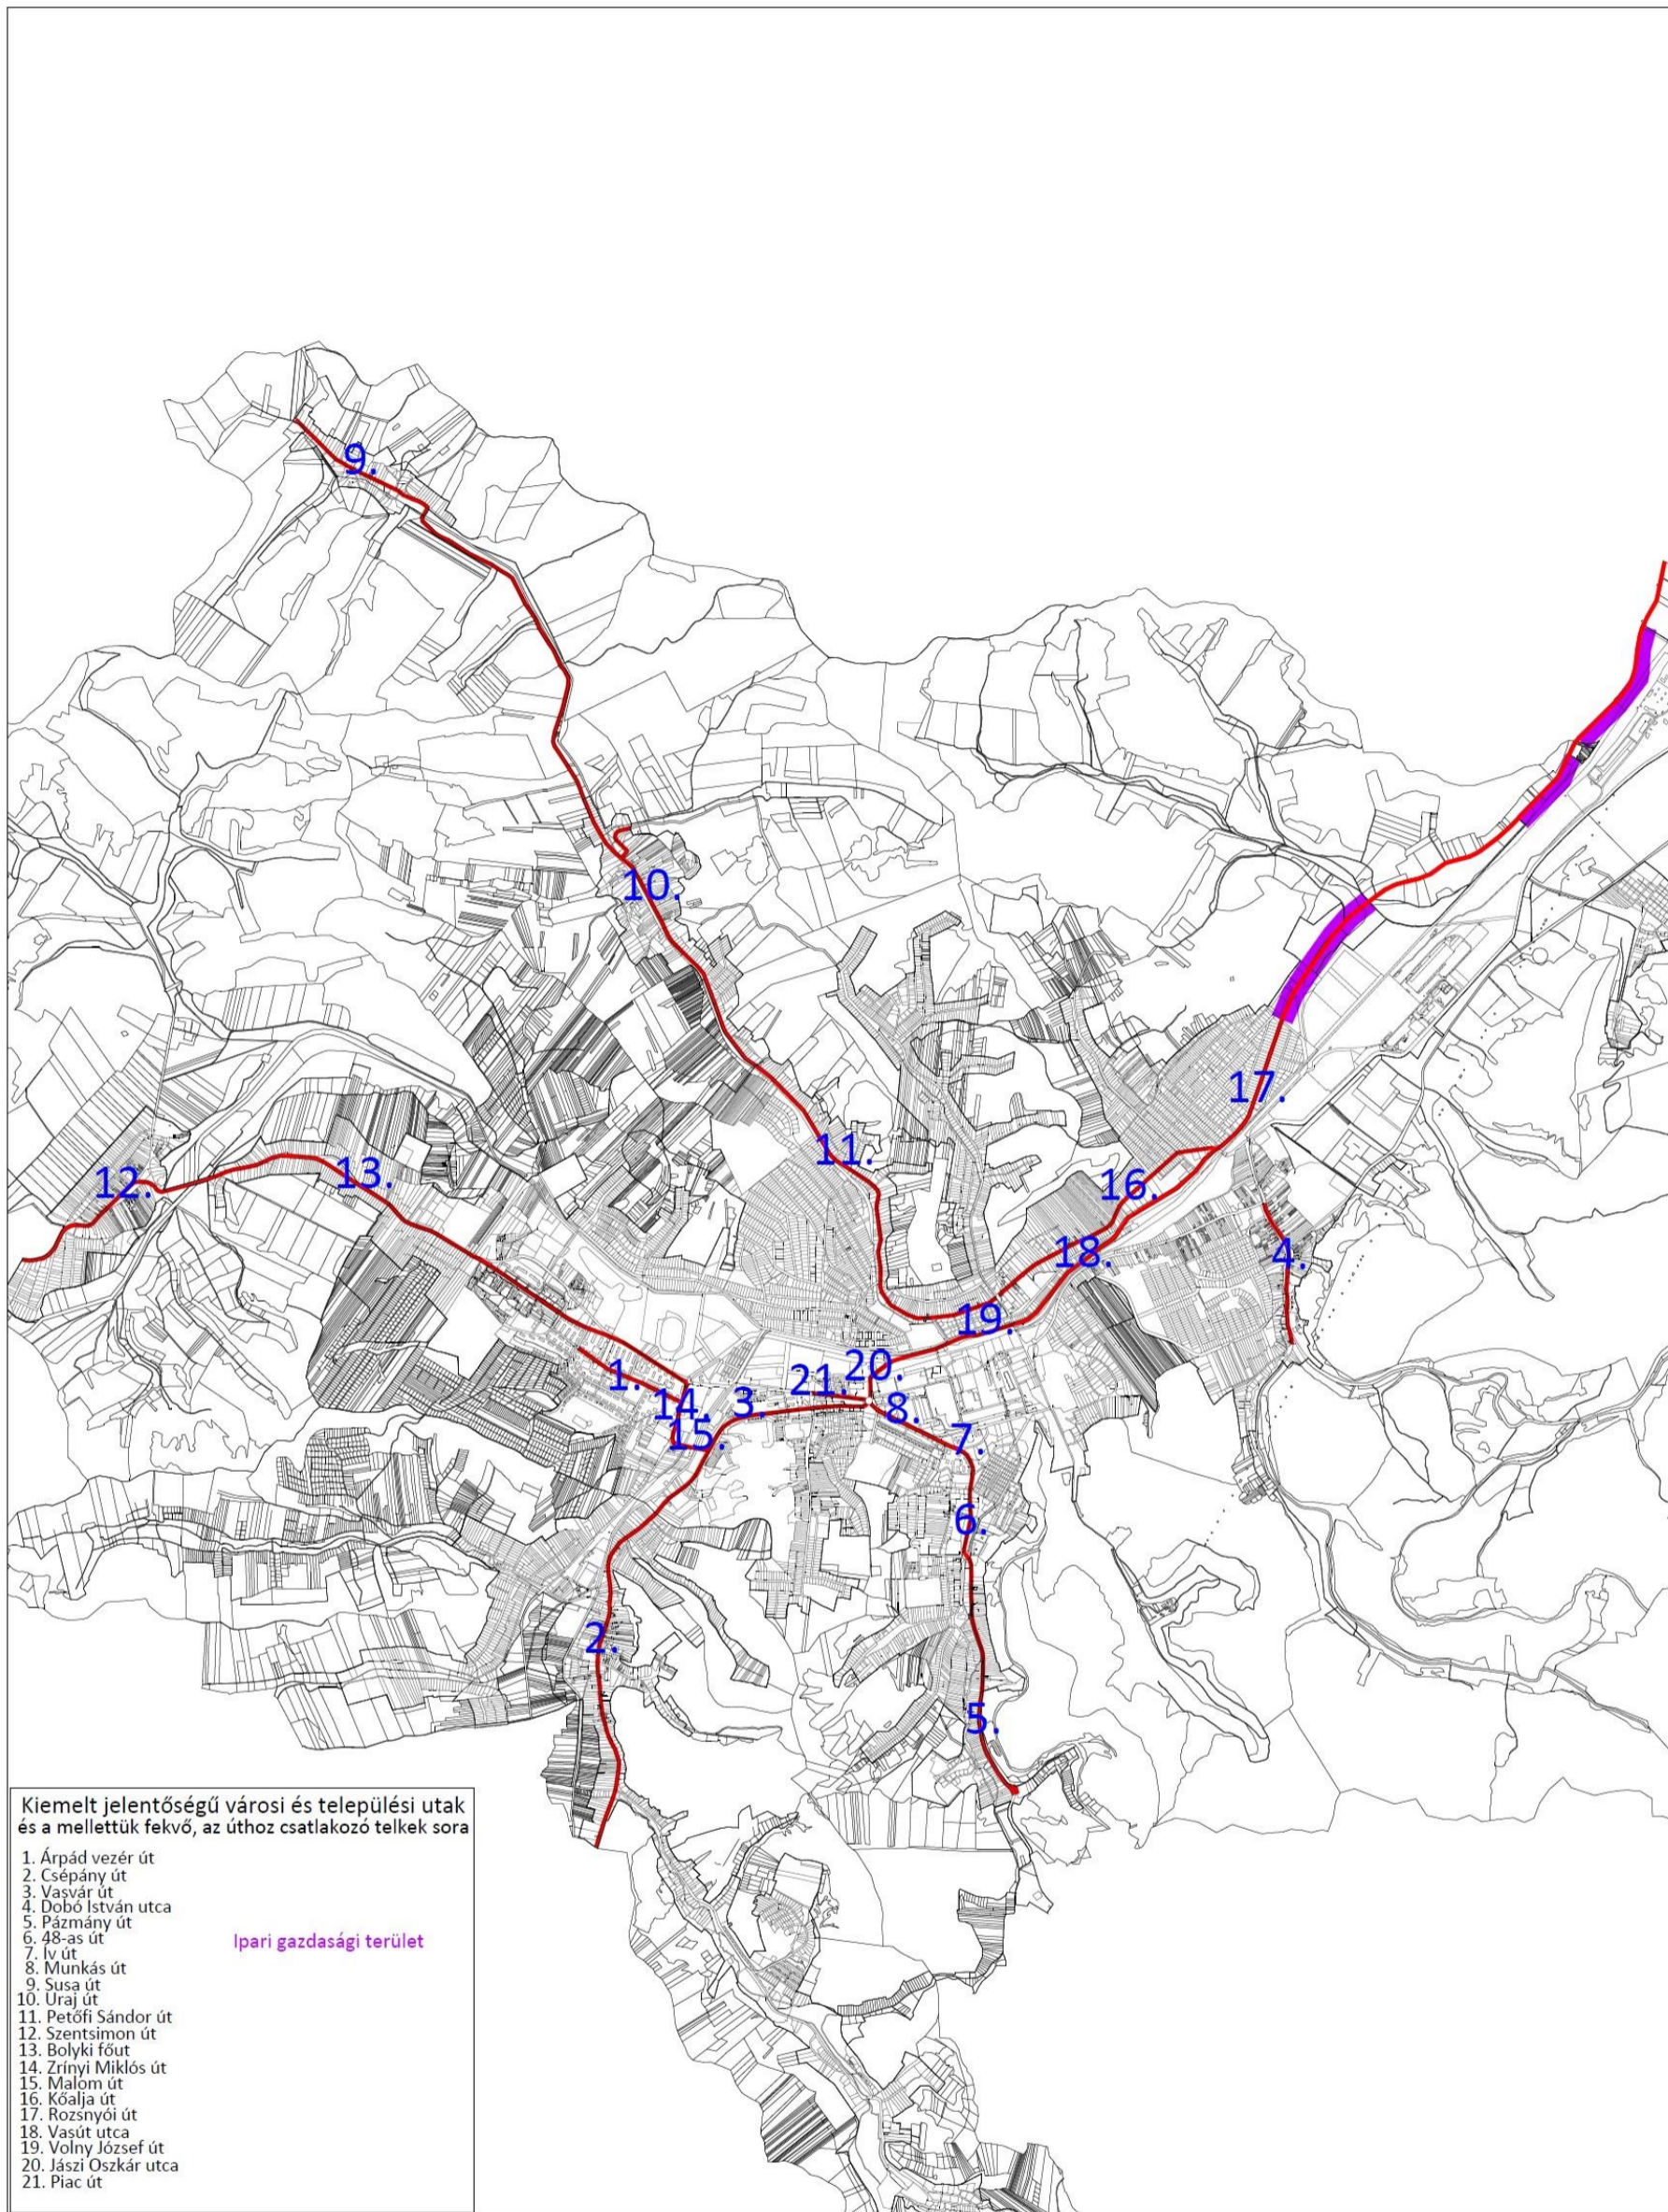 9.
10.
17.
11.
12.
13.
16.
4.
18.
19.
20.
1.
21.
14.
3.
8.
15.
7.
6.
2.
5.
Kiemelt jelentőségű városi és települési utak
és a mellettük fekvő, az úthoz csatlakozó telkek sora
1. Árpád vezér út
2. Csépány út
3. Vasvár út
4. Dobó István utca
5. Pázmány út
6. 48-as út
7. Ív út
8. Munkás út
9. Susa út
10. Uraj út
11. Petőfi Sándor út
12. Szentsimon út
13. Bolyki főut
14. Zrínyi Miklós út
15. Malom út
16. Kőalja út
17. Rozsnyói út
18. Vasút utca
19. Volny József út
20. Jászi Oszkár utca
21. Piac út
Ipari gazdasági terület